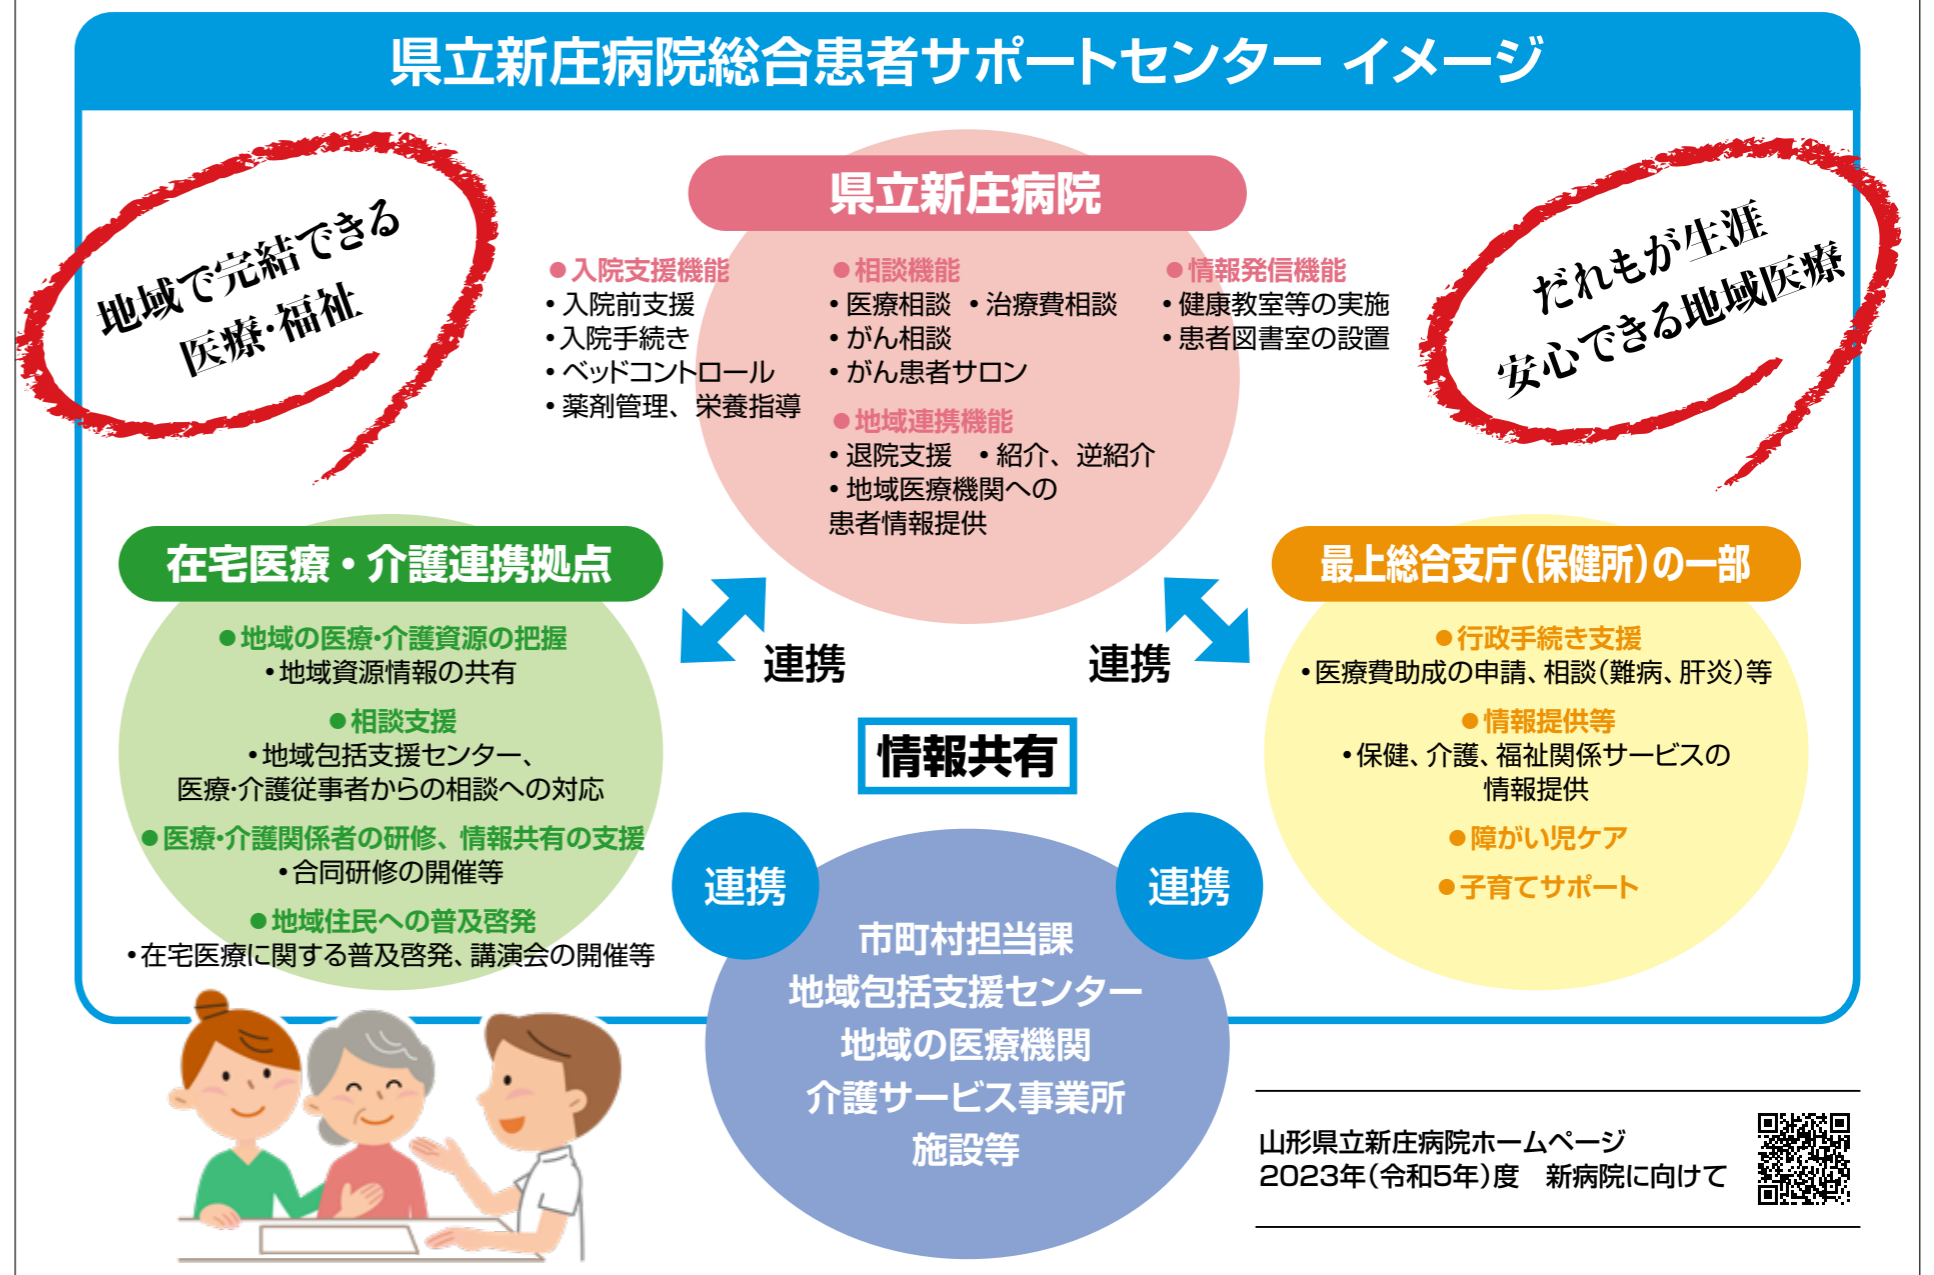 県立新庄病院総合患者サポートセンター イメージ
地域で完結できる
医療・福祉
だれもが生涯
安心できる地域医療
県立新庄病院
●入院支援機能
・入院前支援
・入院手続き
・ベッドコントロール
・薬剤管理、栄養指導
●相談機能
・医療相談 ・治療費相談
・がん相談
・がん患者サロン
●地域連携機能
・退院支援 ・紹介、逆紹介
・地域医療機関への
患者情報提供
●情報発信機能
・健康教室等の実施
・患者図書室の設置
在宅医療・介護連携拠点
●地域の医療・介護資源の把握
・地域資源情報の共有
●相談支援
・地域包括支援センター、
医療・介護従事者からの相談への対応
●医療・介護関係者の研修、情報共有の支援
・合同研修の開催等
●地域住民への普及啓発
・在宅医療に関する普及啓発、講演会の開催等
連携
連携
情報共有
最上総合支庁(保健所)の一部
●行政手続き支援
・医療費助成の申請、相談(難病、肝炎)等
●情報提供等
・保健、介護、福祉関係サービスの
情報提供
●障がい児ケア
●子育てサポート
連携
連携
市町村担当課
地域包括支援センター
地域の医療機関
介護サービス事業所
施設等
山形県立新庄病院ホームページ
2023年(令和5年)度 新病院に向けて